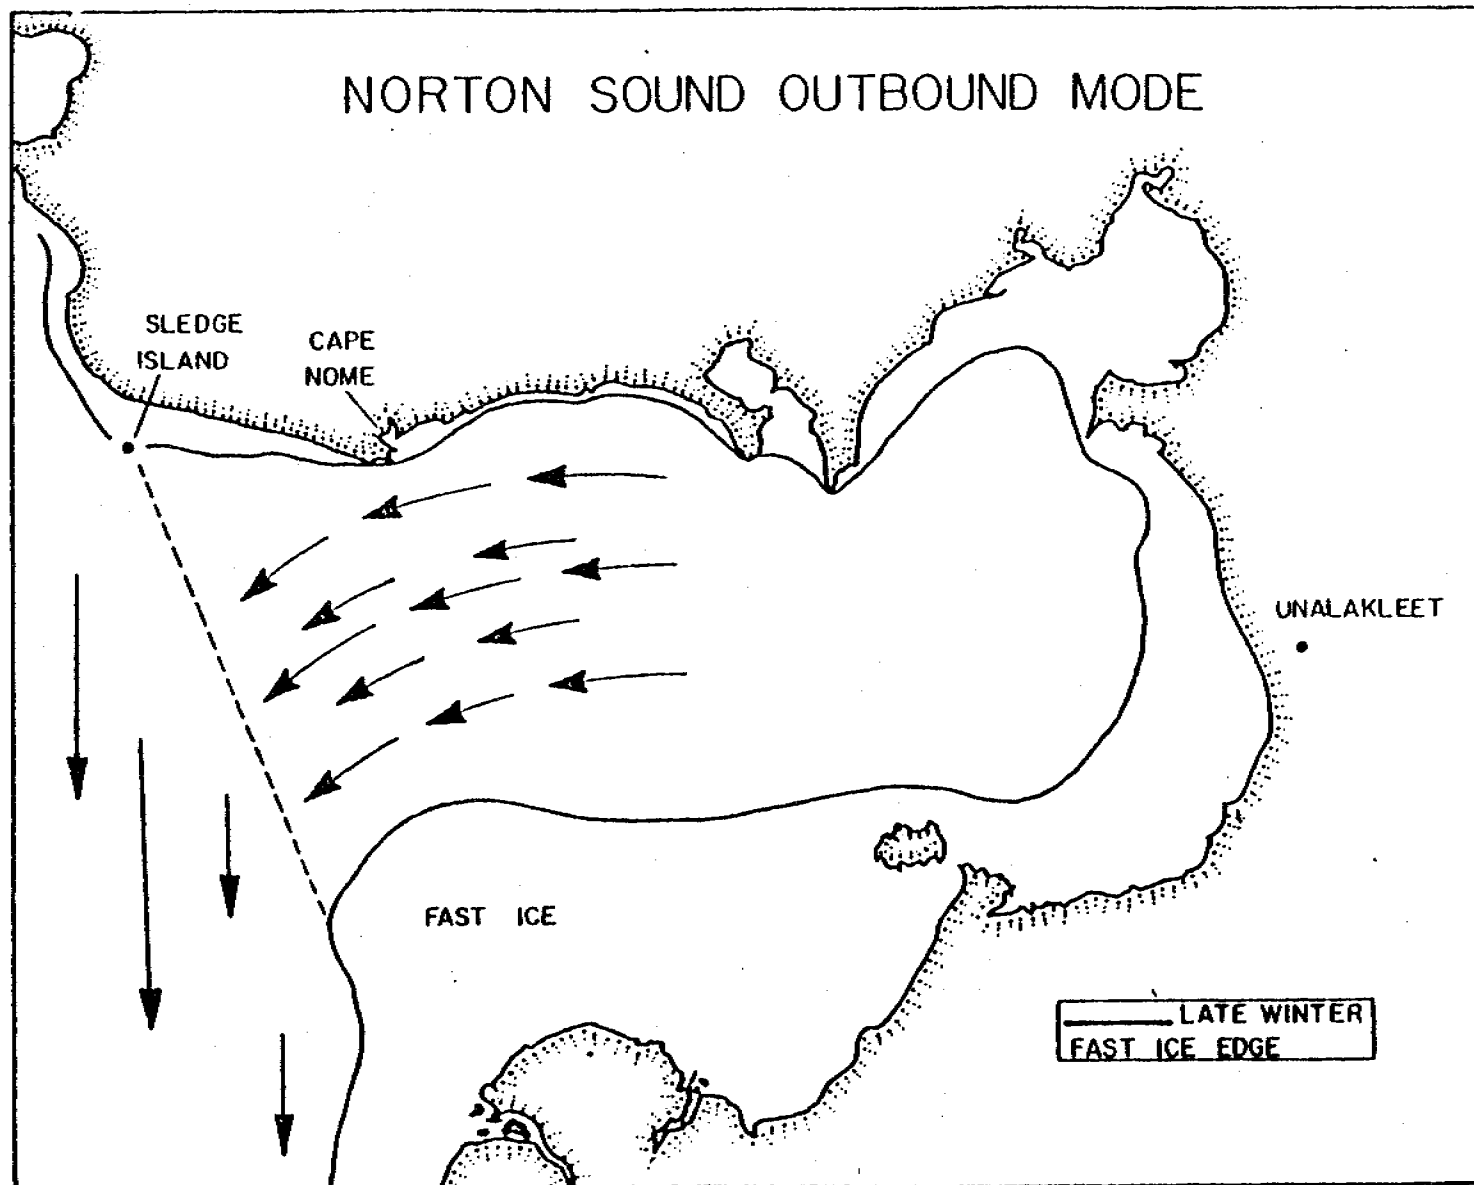 NORTON SOUND OUTBOUND MODE
SLEDGE
ISLAND
CAPE
NOME
UNALAKLEET
FAST ICE
LATE WINTER
FAST ICE EDGE